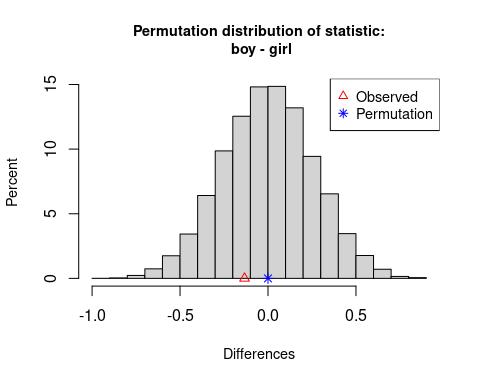 Permutation distribution of statistic:
boy - girl
Observed
Permutation
Percent
15
10
5
0
-1.0
-0.5
0.0
0.5
Differences